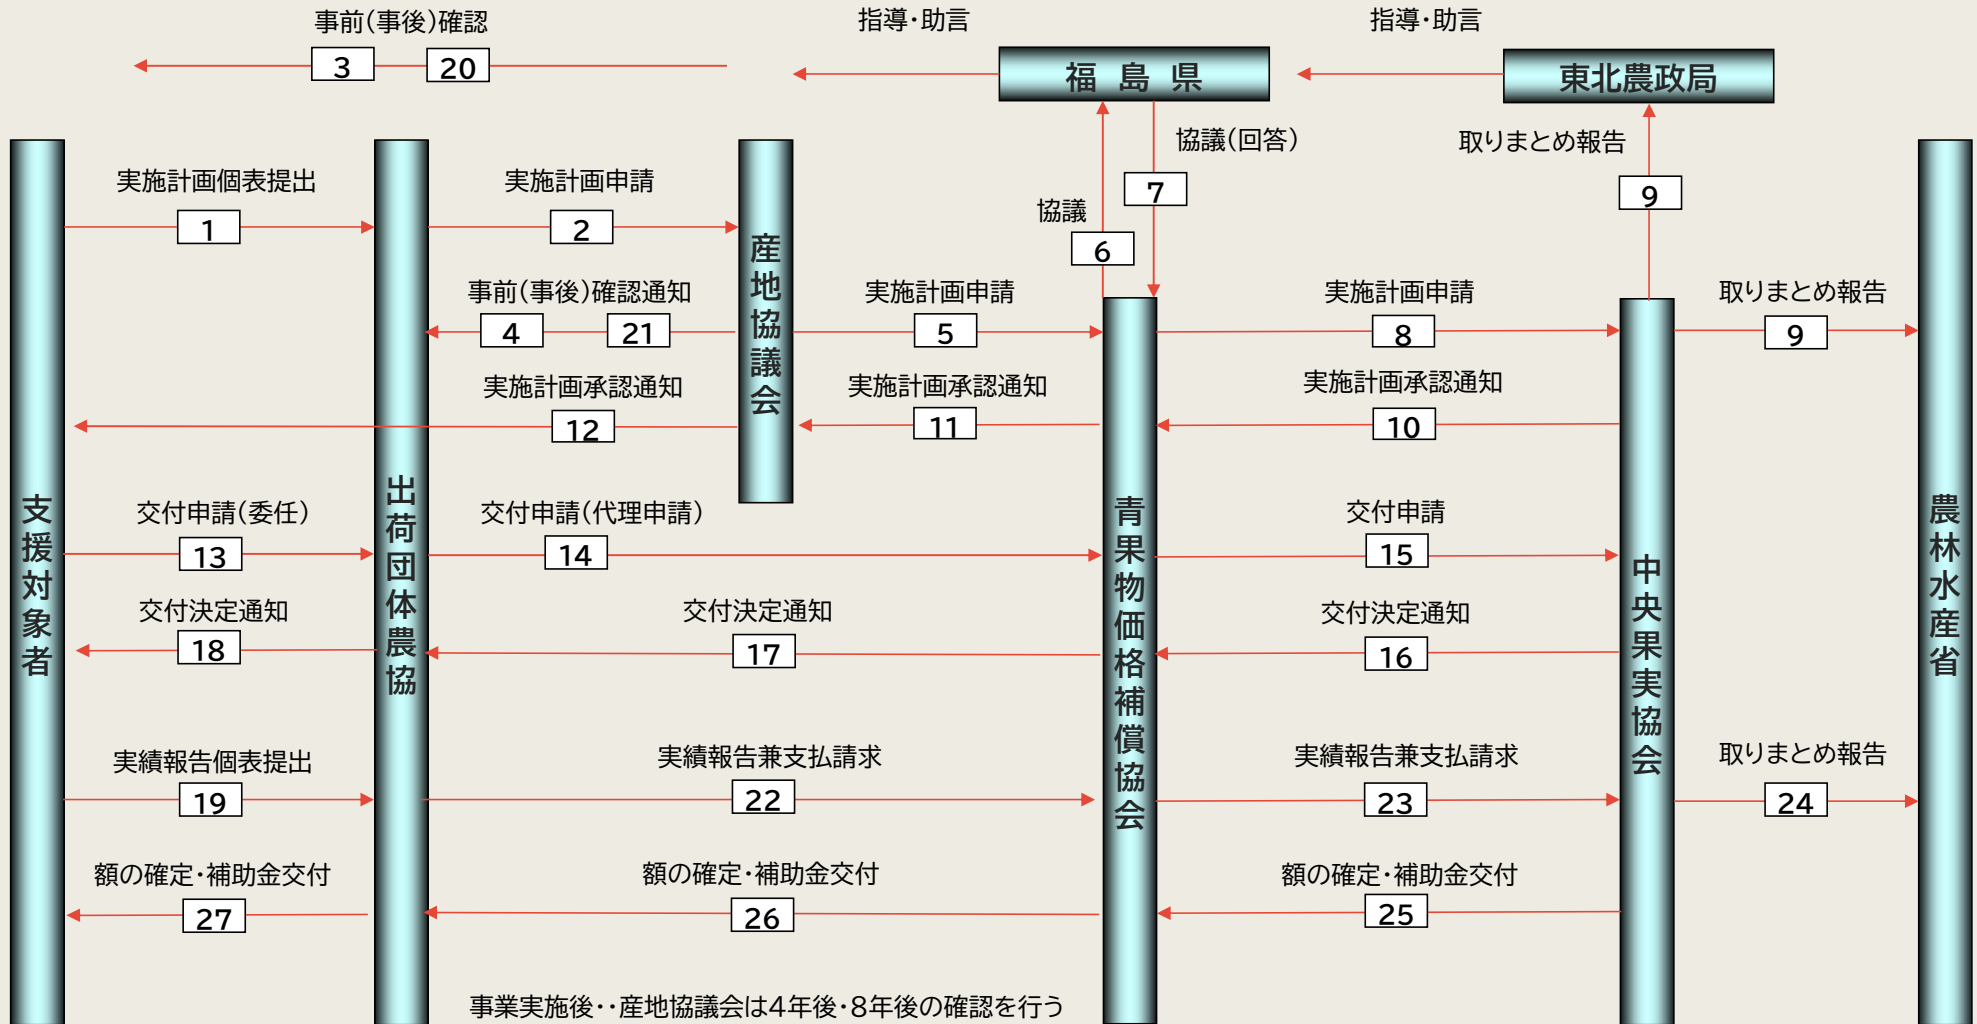 事前(事後)確認
3
20
指導・助言
指導・助言
福島県
東北農政局
協議(回答)
取りまとめ報告
7
9
協議
6
実施計画個表提出
1
実施計画申請
2
事前(事後)確認通知
4
21
実施計画申請
5
実施計画申請
8
取りまとめ報告
9
実施計画承認通知
12
実施計画承認通知
11
実施計画承認通知
10
支援対象者
出荷団体農協
産地協議会
青果物価格補償協会
中央果実協会
農林水産省
交付申請(委任)
13
交付申請(代理申請)
14
交付申請
15
交付決定通知
18
交付決定通知
17
交付決定通知
16
実績報告個表提出
19
実績報告兼支払請求
22
実績報告兼支払請求
23
取りまとめ報告
24
額の確定・補助金交付
27
額の確定・補助金交付
26
額の確定・補助金交付
25
事業実施後・・産地協議会は4年後・8年後の確認を行う